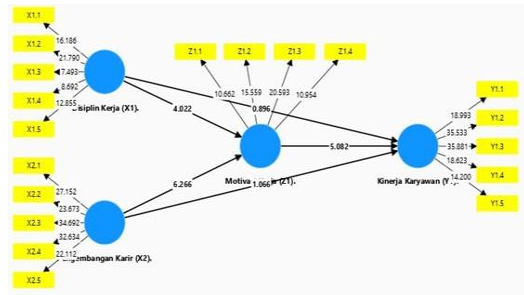 X1.1
X1.2
X1.3
X1.4
X1.5
16.186
21.790
7.493
8.692
12.855
Kerja (X1).
Z1.1
Z1.2
Z1.3
Z1.4
10.662
15.559
20.593
10.954
4.022
0.896
5.082
6.266
1.066
(Z1).
Kinerja Karyawan
Y1.1
Y1.2
Y1.3
Y1.4
Y1.5
18.993
35.533
35.881
18.623
14.200
X2.1
X2.2
X2.3
X2.4
X2.5
27.152
23.673
34.692
32.634
22.112
Karir (X2).